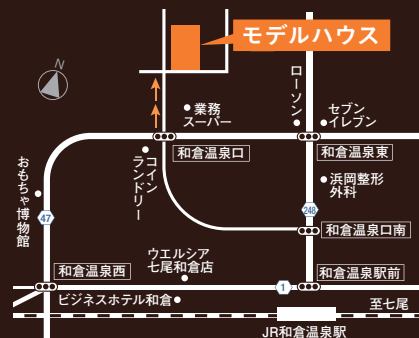 モデルハウス
N
業務
スーパー
ローソン
セブン
イレブン
和倉温泉口
和倉温泉東
コイン
ランドリー
浜岡整形
外科
おもちゃ博物館
47
248
和倉温泉口南
ウエルシア
七尾和倉店
和倉温泉西
和倉温泉駅前
1
ビジネスホテル和倉
至七尾
JR和倉温泉駅